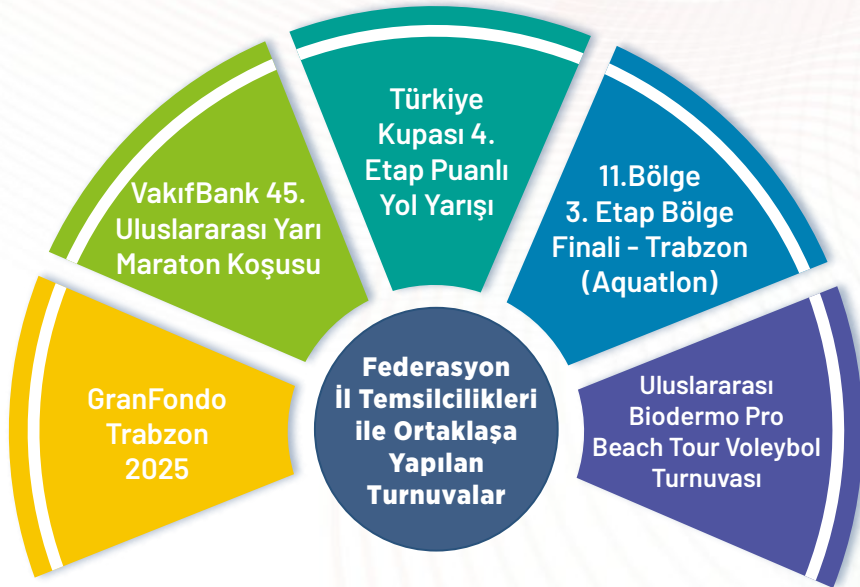 GranFondo
Trabzon
2025
VakıfBank 45.
Uluslararası Yarı
Maraton Koşusu
Türkiye
Kupası 4.
Etap Puanlı
Yol Yarışı
11.Bölge
3. Etap Bölge
Finali - Trabzon
(Aquatlon)
Uluslararası
Biodermo Pro
Beach Tour Voleybol
Turnuvası
Federasyon
İl Temsilcilikleri
ile Ortaklaşa
Yapılan
Turnuvalar